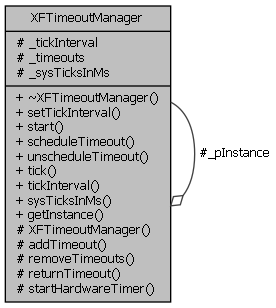 XFTimeoutManager
# _tickInterval
# _timeouts
# _sysTicksInMs
+ ~XFTimeoutManager()
+ setTickInterval()
+ start()
+ scheduleTimeout()
+ unscheduleTimeout()
+ tick()
+ tickInterval()
+ sysTicksInMs()
+ getInstance()
# XFTimeoutManager()
# addTimeout()
# removeTimeouts()
# returnTimeout()
# startHardwareTimer()
#_pInstance